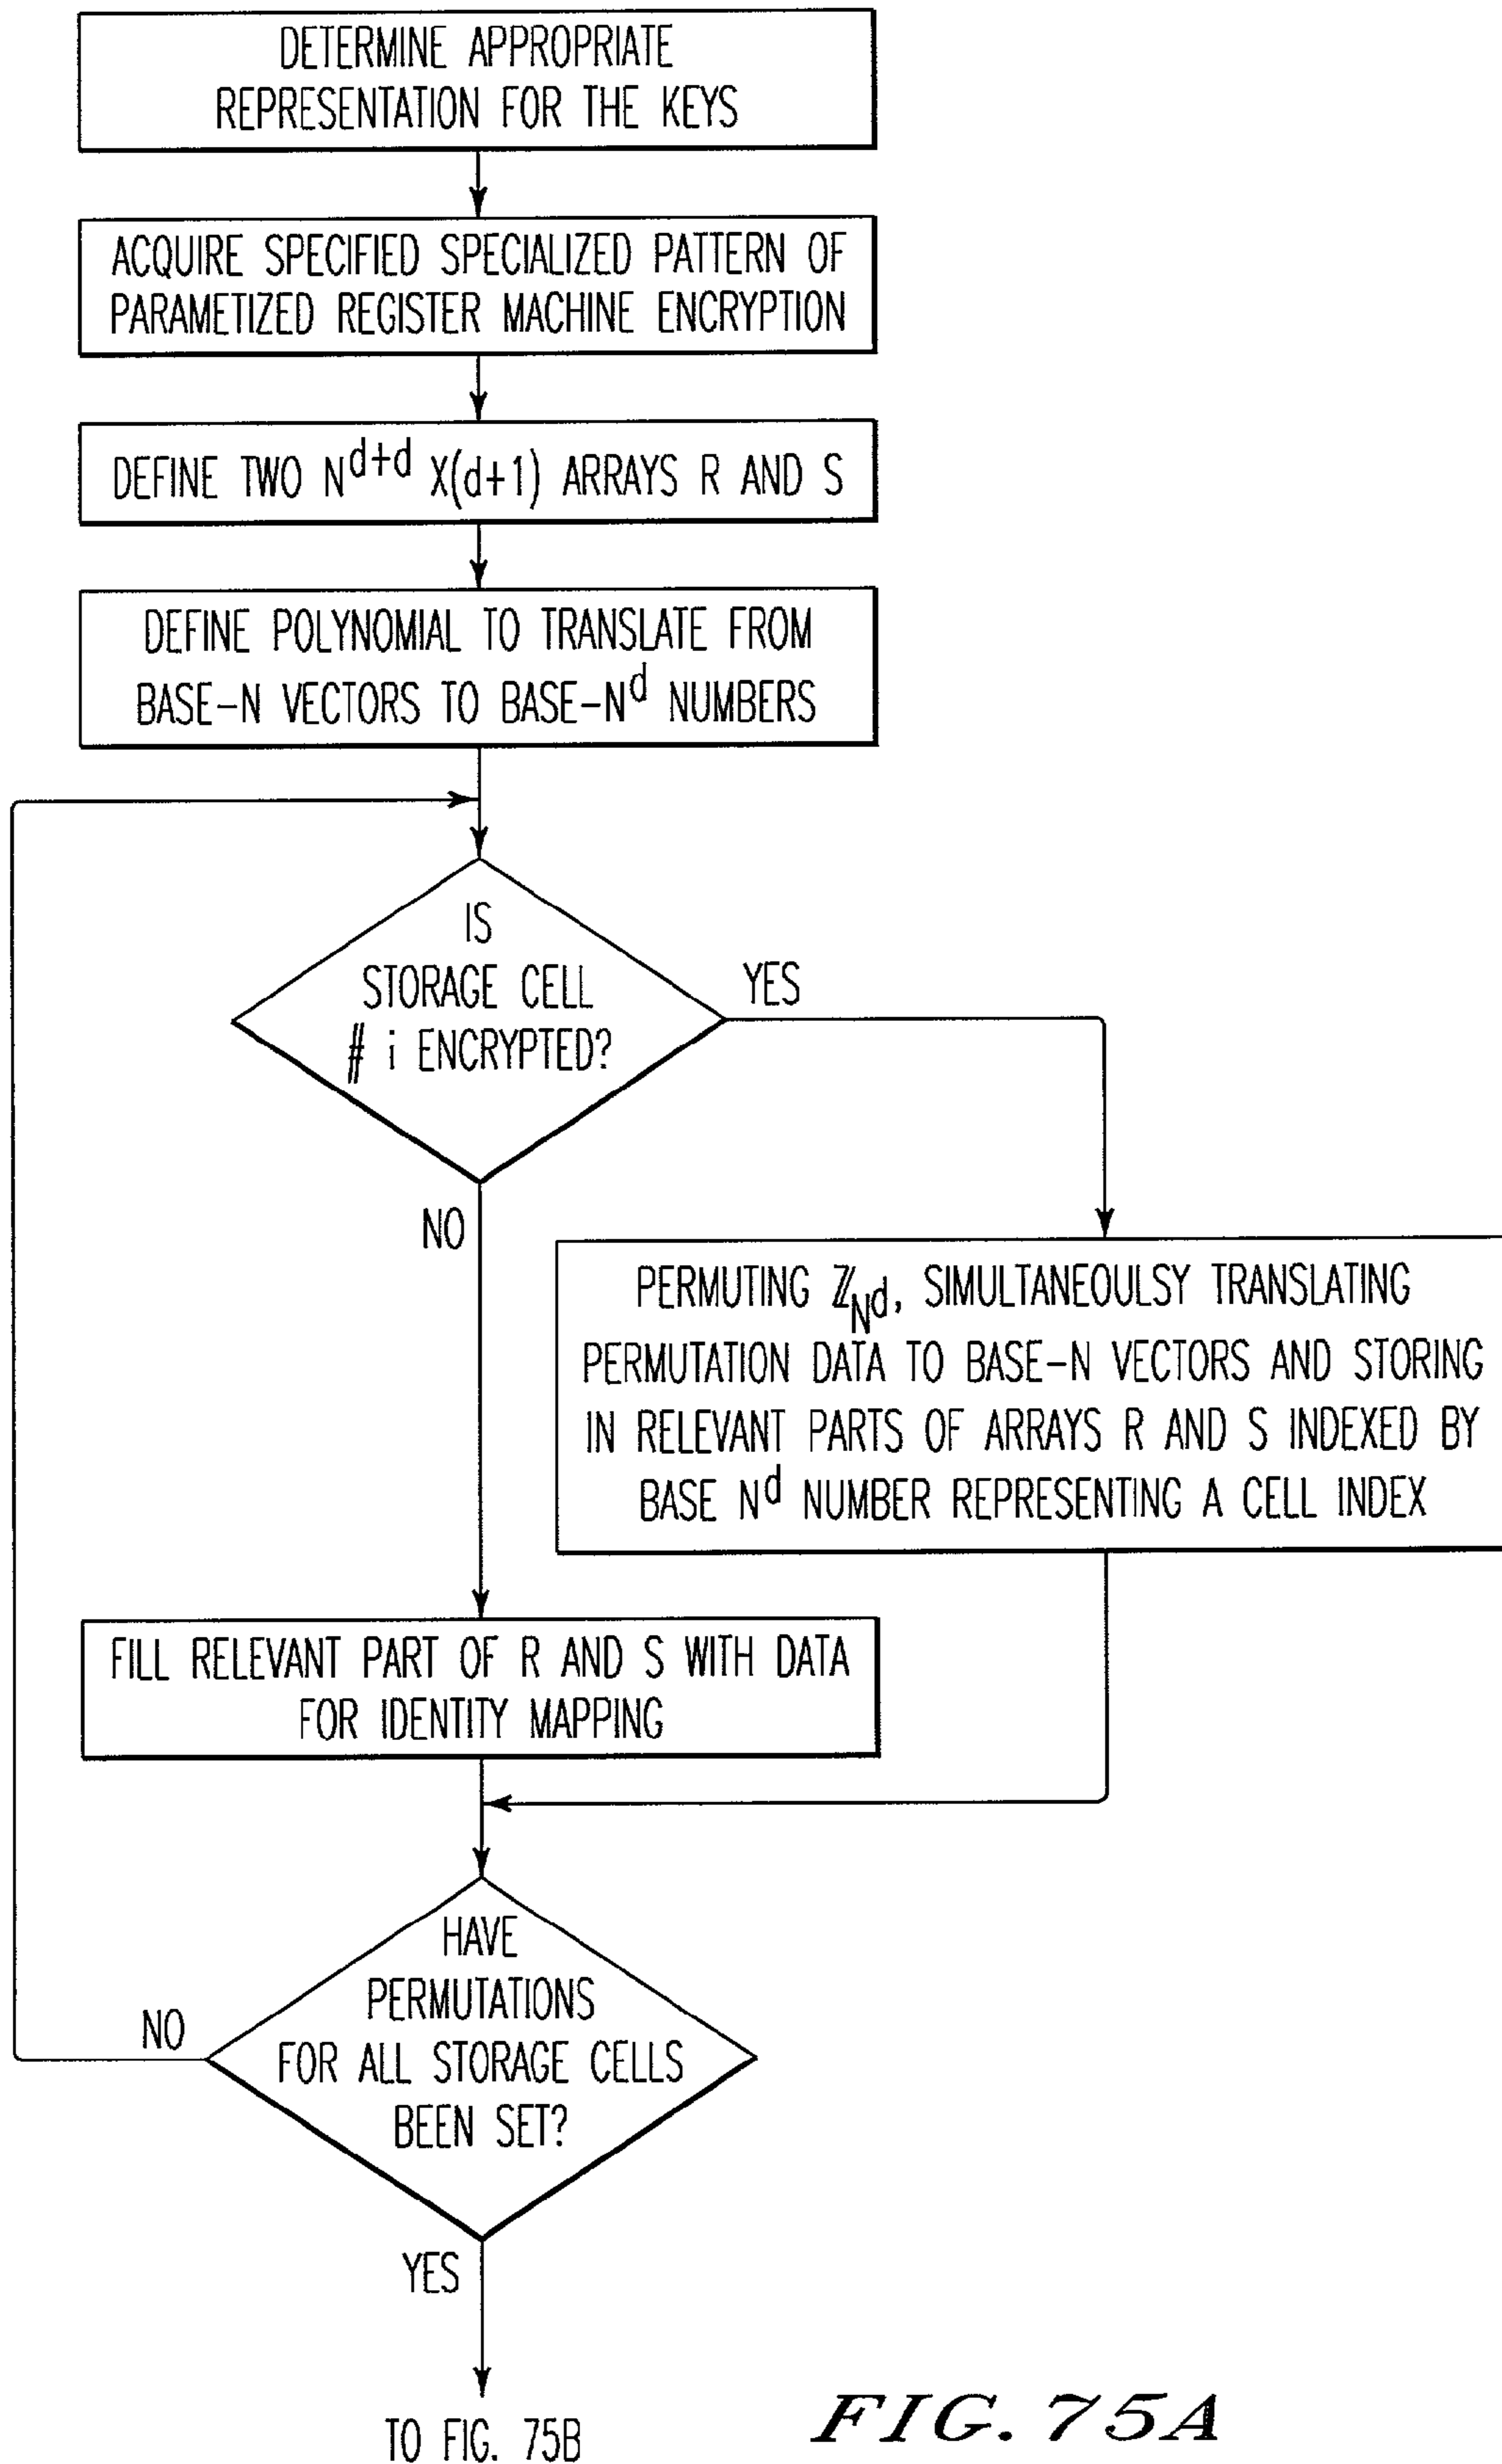 DETERMINE APPROPRIATE
REPRESENTATION FOR THE KEYS
ACQUIRE SPECIFIED SPECIALIZED PATTERN OF
PARAMETIZED REGISTER MACHINE ENCRYPTION
DEFINE TWO N^{d+d} X(d+1) ARRAYS R AND S
DEFINE POLYNOMIAL TO TRANSLATE FROM
BASE-N VECTORS TO BASE-N^d NUMBERS
IS
STORAGE CELL
# i ENCRYPTED?
YES
NO
PERMUTING ℤ_{N^d}, SIMULTANEOULSY TRANSLATING
PERMUTATION DATA TO BASE-N VECTORS AND STORING
IN RELEVANT PARTS OF ARRAYS R AND S INDEXED BY
BASE N^d NUMBER REPRESENTING A CELL INDEX
FILL RELEVANT PART OF R AND S WITH DATA
FOR IDENTITY MAPPING
HAVE
PERMUTATIONS
FOR ALL STORAGE CELLS
BEEN SET?
NO
YES
TO FIG. 75B
FIG. 75A